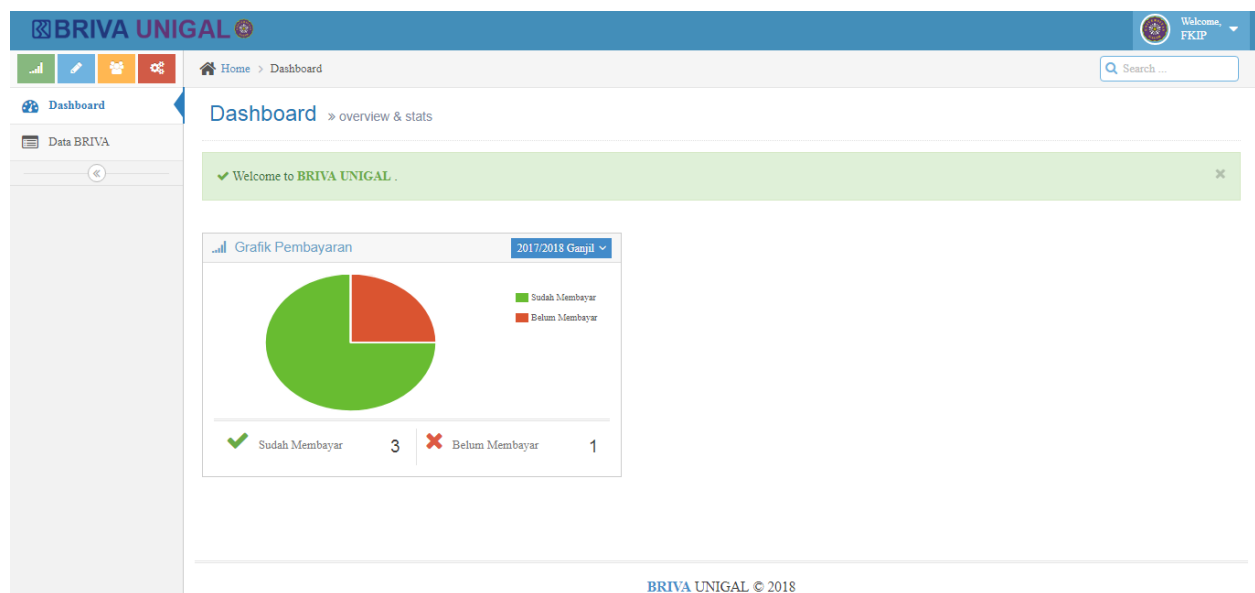 BRIVA UNIGAL
Welcome,
FKIP
Home > Dashboard
Search ...
Dashboard
Data BRIVA
Dashboard » overview & stats
Welcome to BRIVA UNIGAL .
Grafik Pembayaran
2017/2018 Ganjil
Sudah Membayar
Belum Membayar
Sudah Membayar 3
Belum Membayar 1
BRIVA UNIGAL © 2018